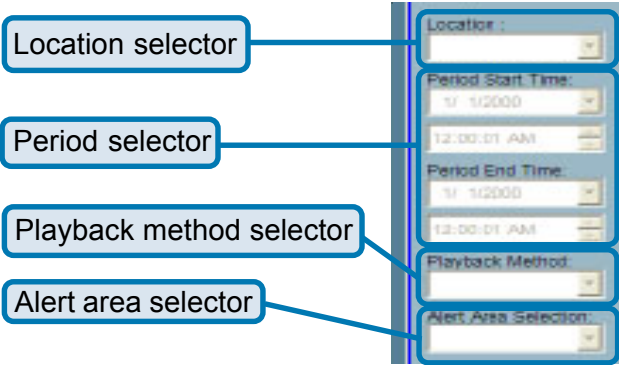 Location selector
Location :
Period selector
Period Start Time:
1/ 1/2000
12:00:01 AM
Period End Time:
1/ 1/2000
12:00:01 AM
Playback method selector
Playback Method:
Alert area selector
Alert Area Selection: